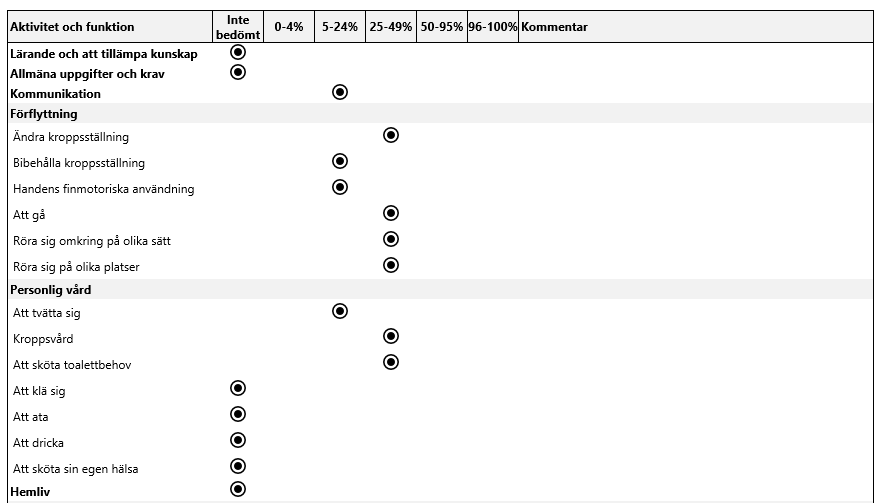 Aktivitet och funktion Inte bedömt 0-4% 5-24% 25-49% 50-95% 96-100% Kommentar
Lärande och att tillämpa kunskap
Allmäna uppgifter och krav
Kommunikation
Förflyttning
Ändra kroppsställning
Bibehålla kroppsställning
Handens finmotoriska användning
Att gå
Röra sig omkring på olika sätt
Röra sig på olika platser
Personlig vård
Att tvätta sig
Kroppsvård
Att sköta toalettbehov
Att klä sig
Att ata
Att dricka
Att sköta sin egen hälsa
Hemliv